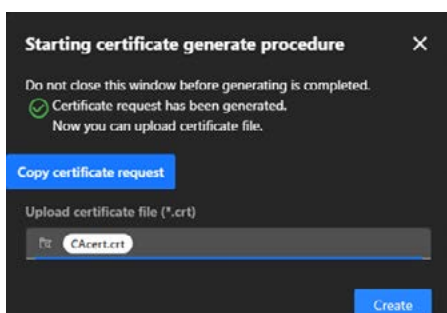 Starting certificate generate procedure
Do not close this window before generating is completed.
Certificate request has been generated.
Now you can upload certificate file.
Copy certificate request
Upload certificate file (*.crt)
CAcert.crt
Create